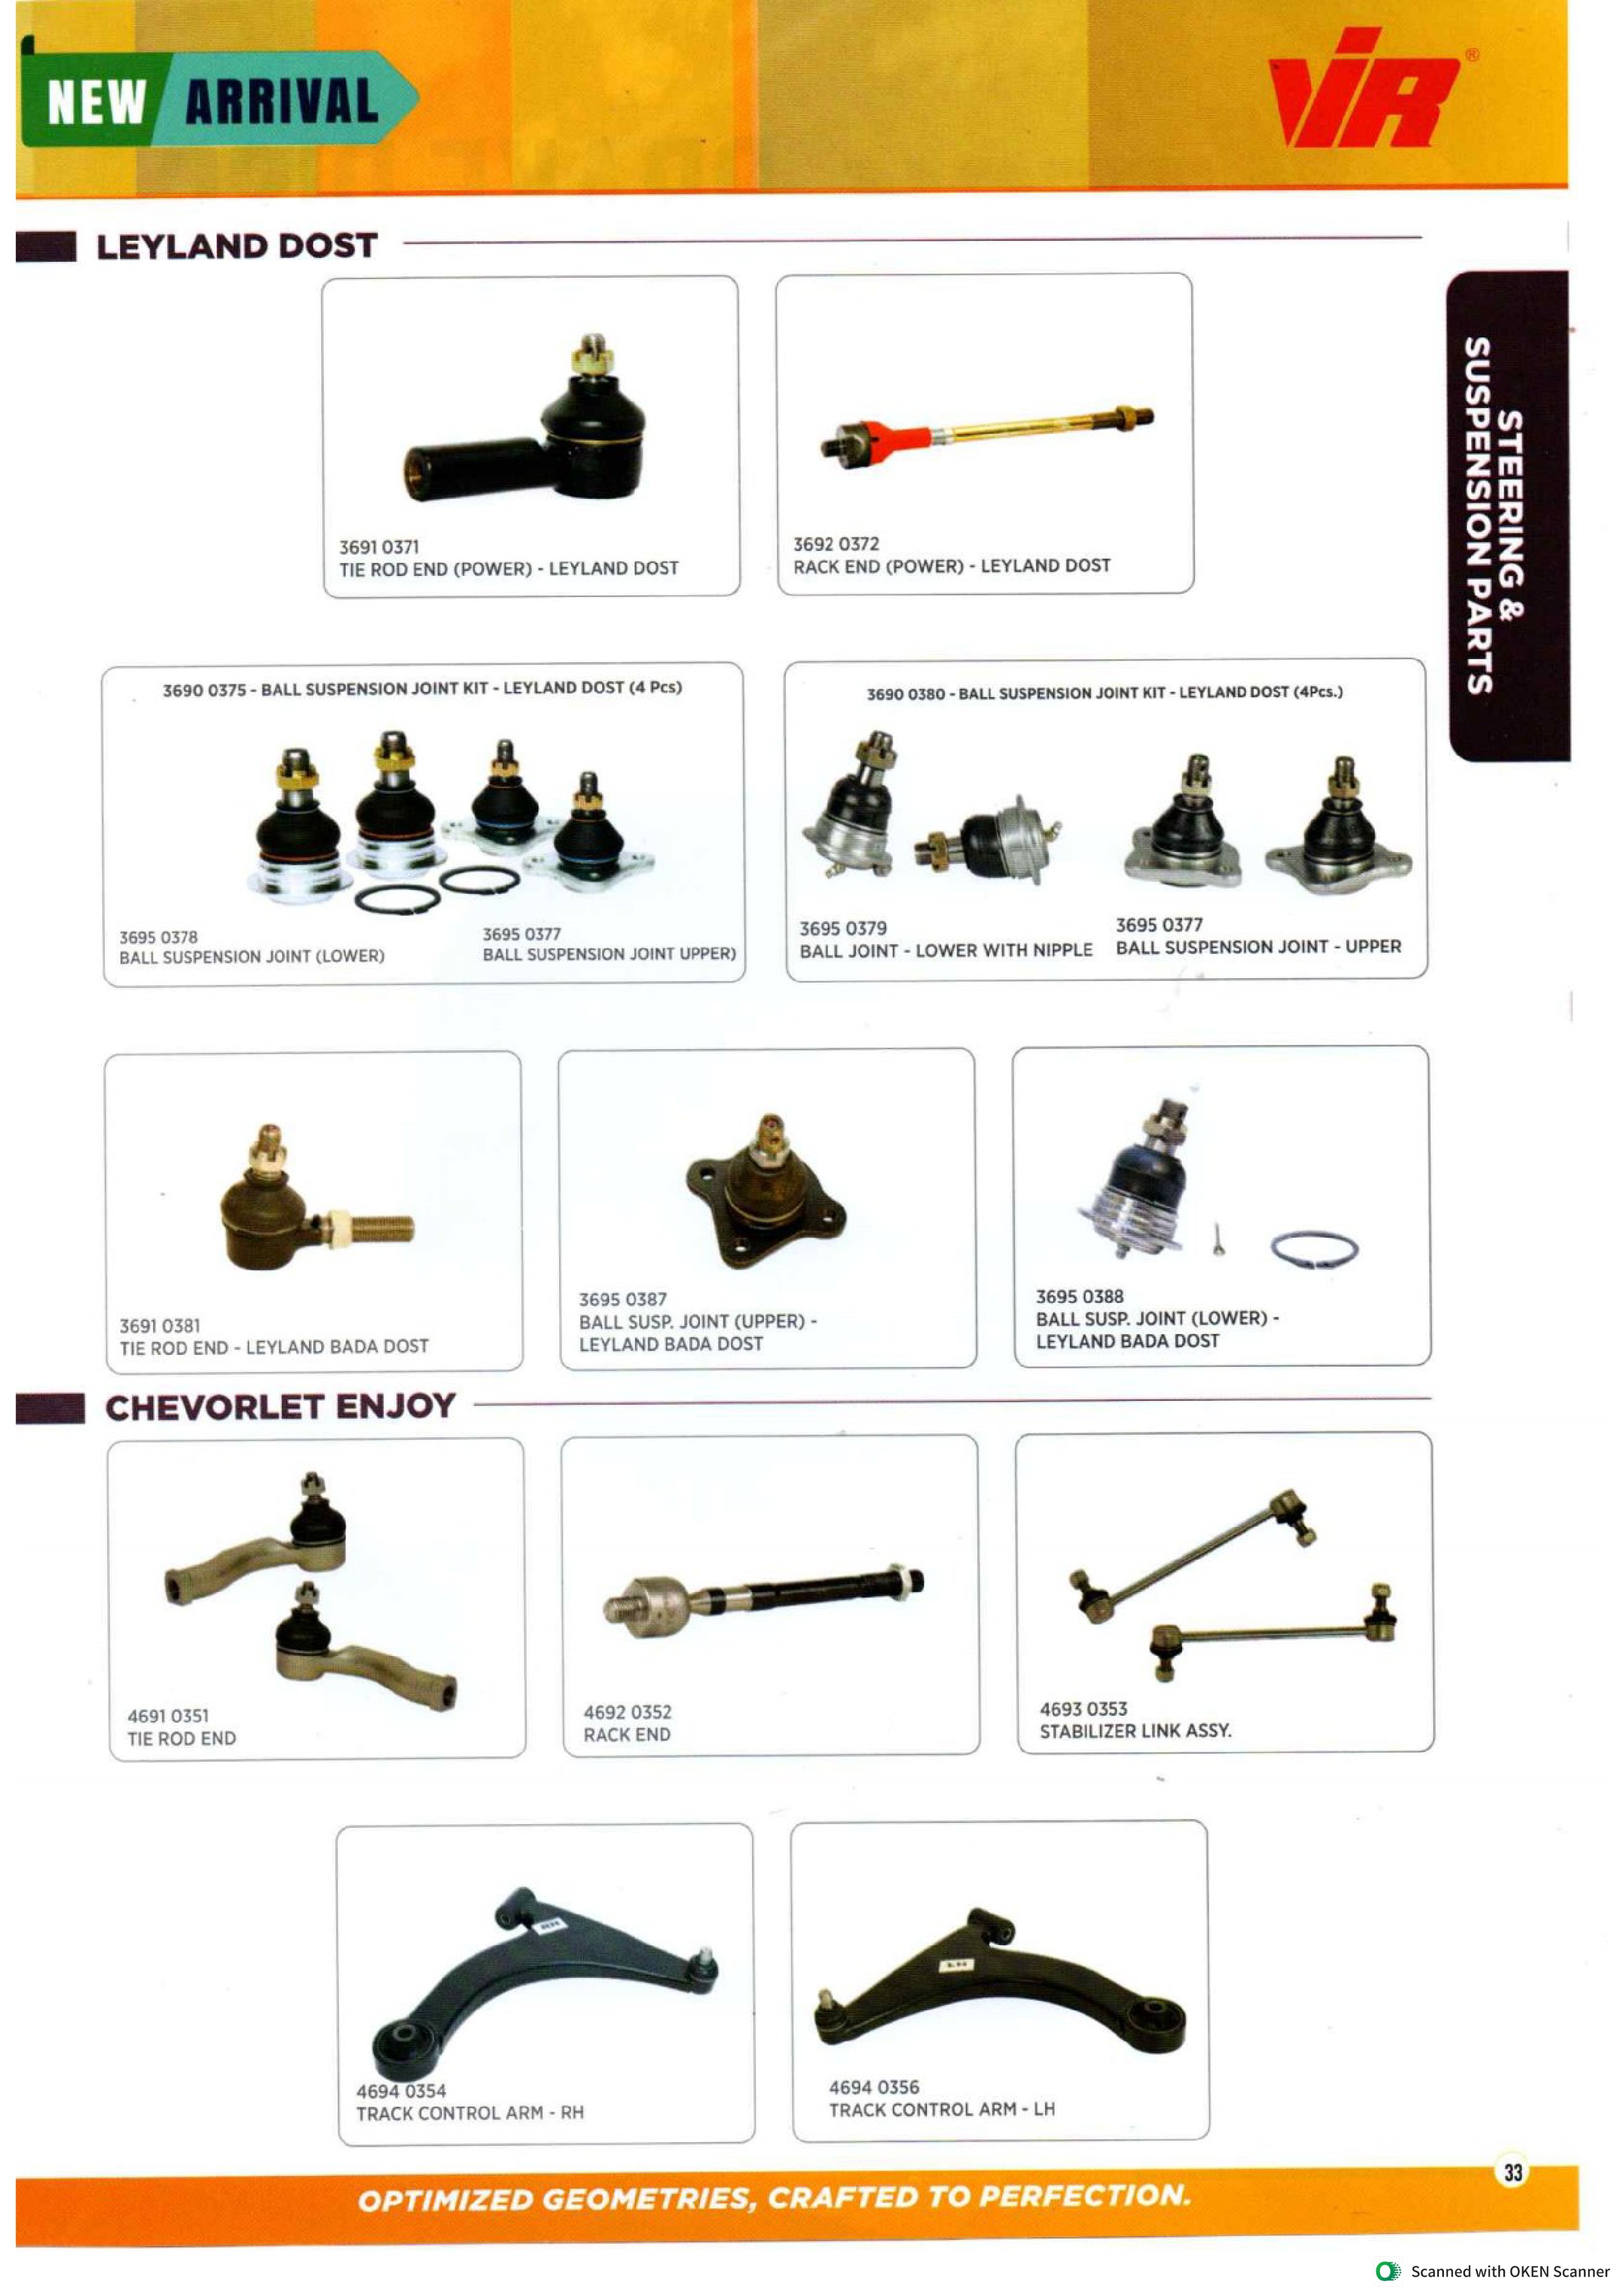 NEW ARRIVAL
ViR®
LEYLAND DOST
STEERING &
SUSPENSION PARTS
3691 0371
TIE ROD END (POWER) - LEYLAND DOST
3692 0372
RACK END (POWER) - LEYLAND DOST
3690 0375 - BALL SUSPENSION JOINT KIT - LEYLAND DOST (4 Pcs)
3695 0378
BALL SUSPENSION JOINT (LOWER)
3695 0377
BALL SUSPENSION JOINT UPPER)
3690 0380 - BALL SUSPENSION JOINT KIT - LEYLAND DOST (4Pcs.)
3695 0379
BALL JOINT - LOWER WITH NIPPLE
3695 0377
BALL SUSPENSION JOINT - UPPER
3691 0381
TIE ROD END - LEYLAND BADA DOST
3695 0387
BALL SUSP. JOINT (UPPER) -
LEYLAND BADA DOST
3695 0388
BALL SUSP. JOINT (LOWER) -
LEYLAND BADA DOST
CHEVORLET ENJOY
4691 0351
TIE ROD END
4692 0352
RACK END
4693 0353
STABILIZER LINK ASSY.
RH
4694 0354
TRACK CONTROL ARM - RH
LH
4694 0356
TRACK CONTROL ARM - LH
33
OPTIMIZED GEOMETRIES, CRAFTED TO PERFECTION.
Scanned with OKEN Scanner